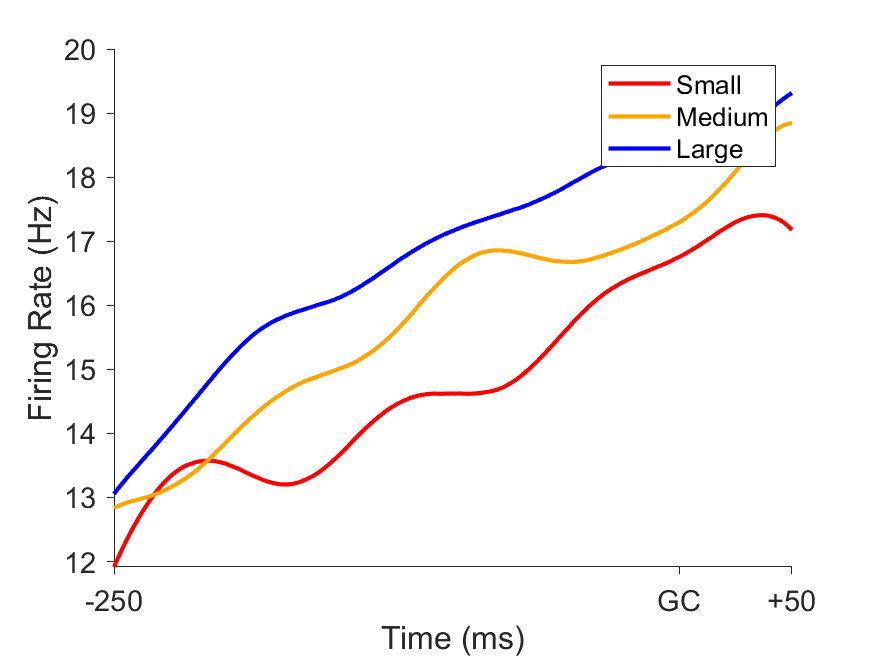 20
19
18
17
16
15
14
13
12
Firing Rate (Hz)
Small
Medium
Large
-250
GC
+50
Time (ms)